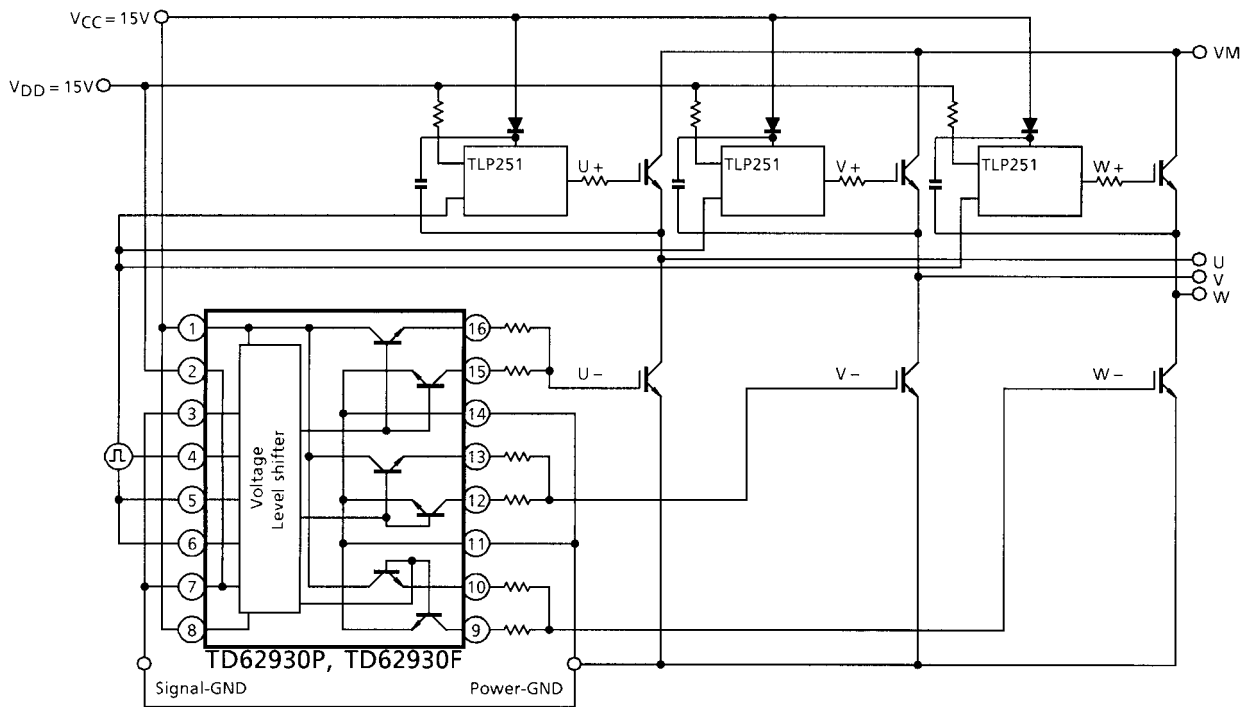 VCC = 15V
VM
VDD = 15V
TLP251
U+
TLP251
V+
TLP251
W+
U
V
W
1
16
2
15
U−
V−
W−
3
14
4
13
Voltage
Level shifter
5
12
6
11
7
10
8
9
TD62930P, TD62930F
Signal-GND
Power-GND